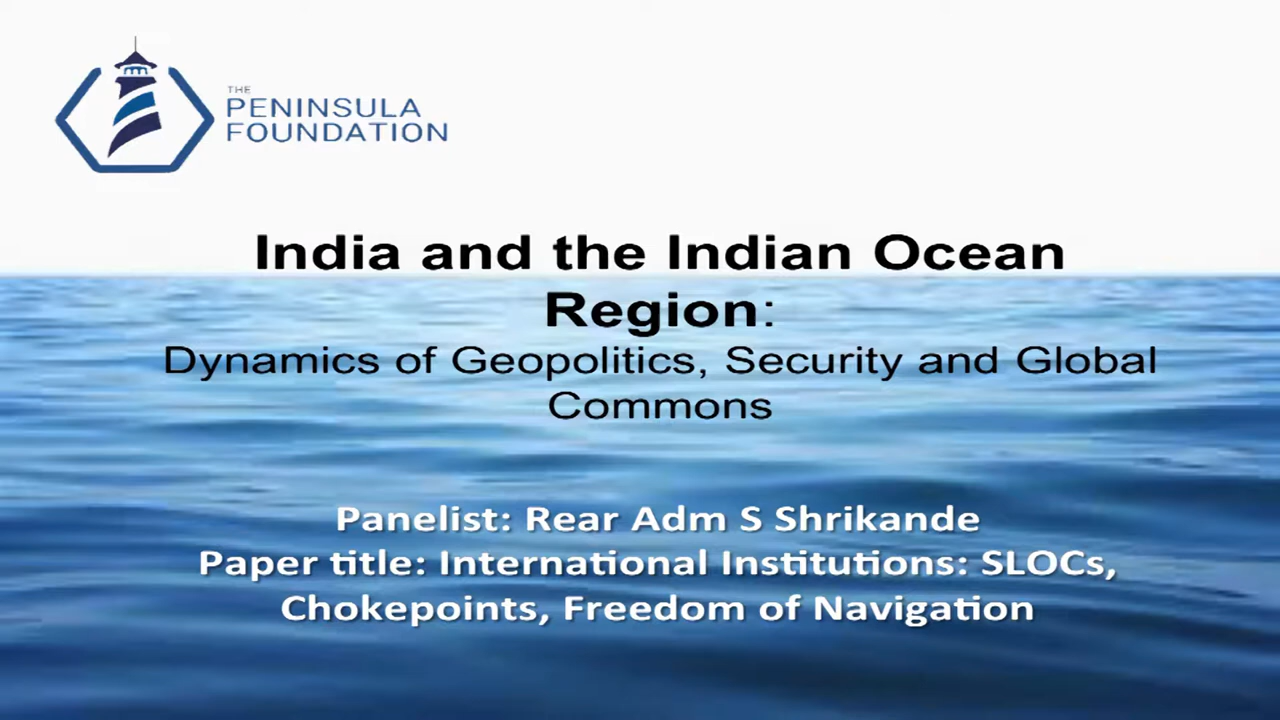 THE
PENINSULA
FOUNDATION
India and the Indian Ocean
Region:
Dynamics of Geopolitics, Security and Global
Commons
Panelist: Rear Adm S Shrikande
Paper title: International Institutions: SLOCs,
Chokepoints, Freedom of Navigation